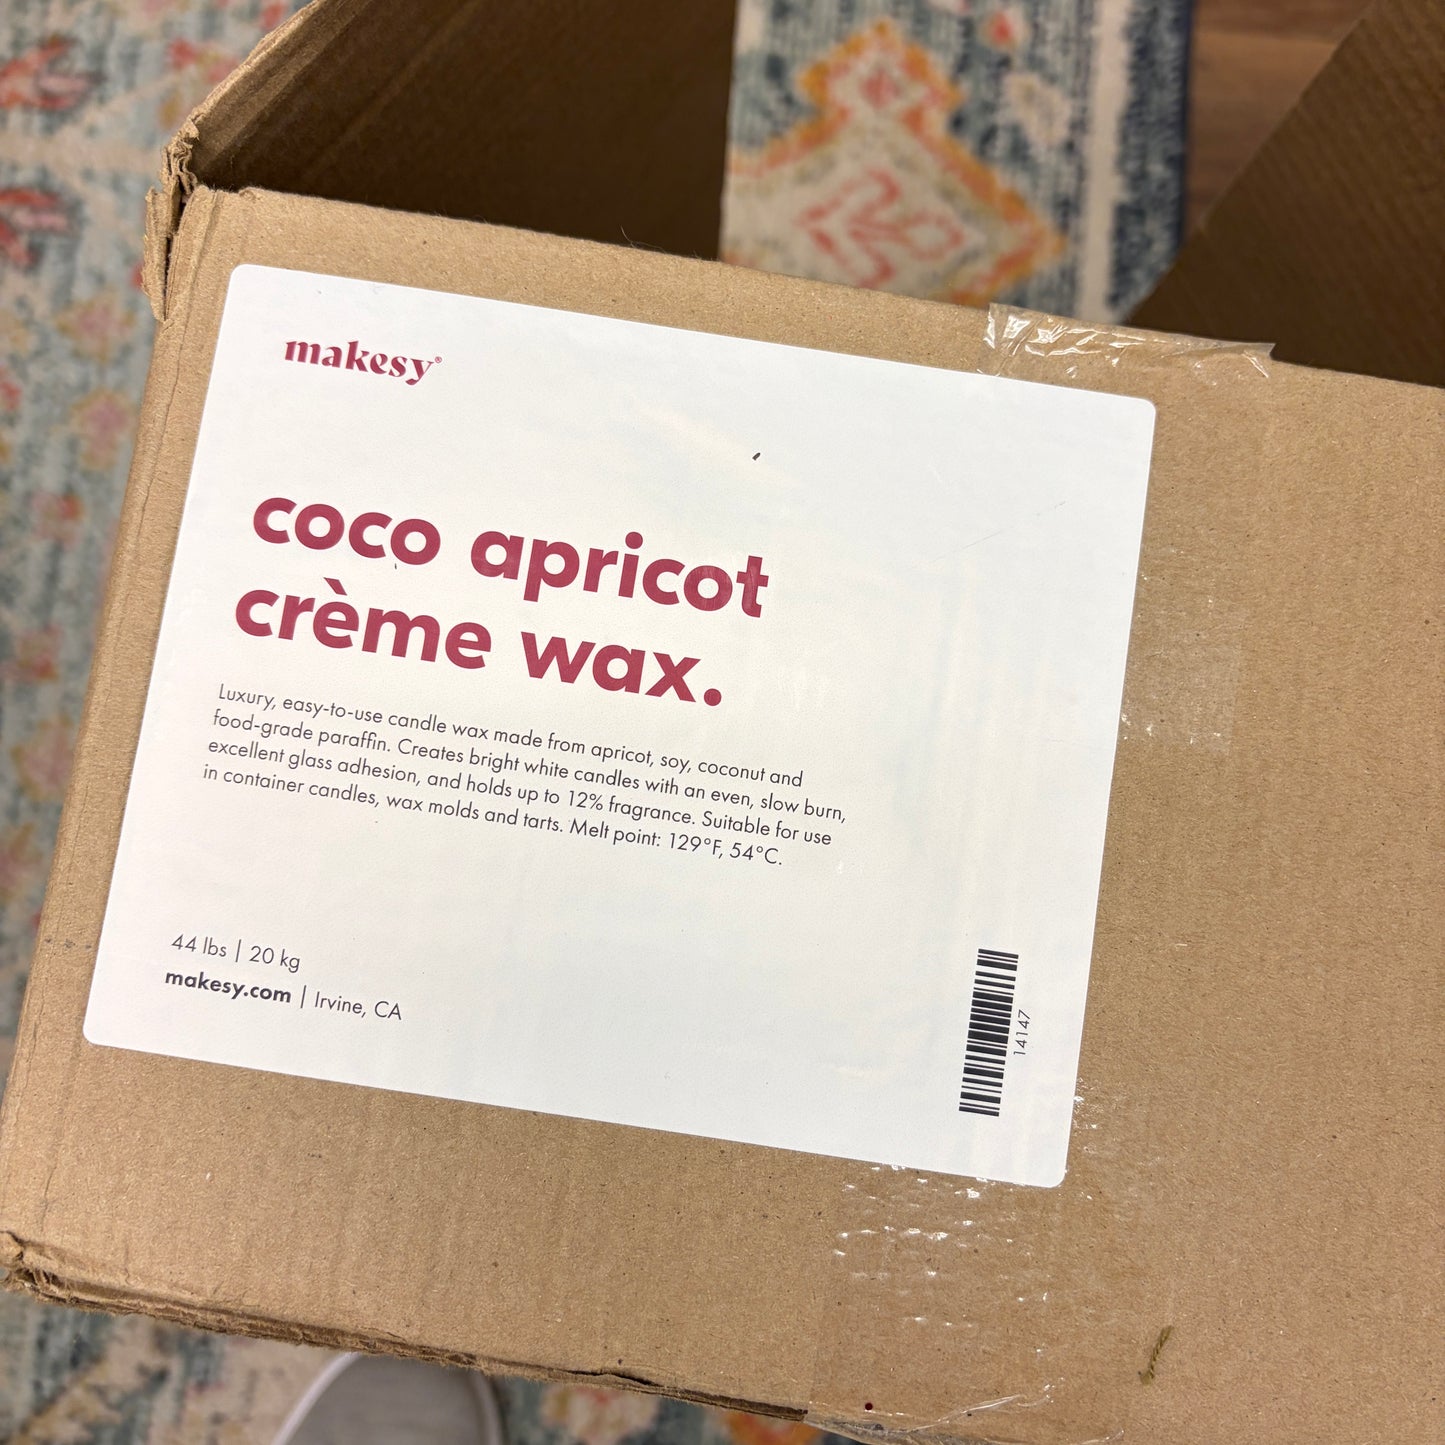 makesy®
coco apricot
crème wax.
Luxury, easy-to-use candle wax made from apricot, soy, coconut and
food-grade paraffin. Creates bright white candles with an even, slow burn,
excellent glass adhesion, and holds up to 12% fragrance. Suitable for use
in container candles, wax molds and tarts. Melt point: 129°F, 54°C.
44 lbs | 20 kg
makesy.com | Irvine, CA
14147